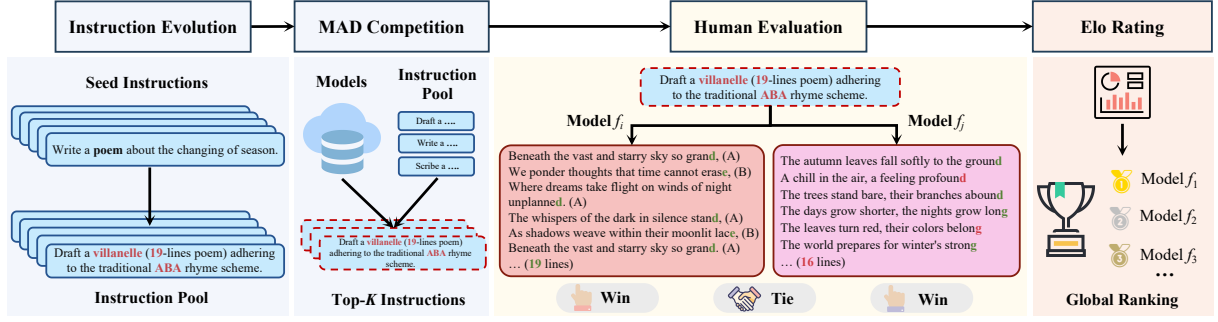 Instruction Evolution
MAD Competition
Human Evaluation
Elo Rating
Seed Instructions
Write a poem about the changing of season.
Draft a villanelle (19-lines poem) adhering
to the traditional ABA rhyme scheme.
Instruction Pool
Models
Instruction
Pool
Draft a ....
Write a ....
Scribe a ....
Draft a villanelle (19-lines poem)
adhering to the traditional ABA rhyme
scheme.
Top-K Instructions
Draft a villanelle (19-lines poem) adhering
to the traditional ABA rhyme scheme.
Model fi
Model fj
Beneath the vast and starry sky so grand, (A)
We ponder thoughts that time cannot erase, (B)
Where dreams take flight on winds of night
unplanned. (A)
The whispers of the dark in silence stand, (A)
As shadows weave within their moonlit lace, (B)
Beneath the vast and starry sky so grand. (A)
… (19 lines)
The autumn leaves fall softly to the ground
A chill in the air, a feeling profound
The trees stand bare, their branches abound
The days grow shorter, the nights grow long
The leaves turn red, their colors belong
The world prepares for winter's strong
… (16 lines)
Win
Tie
Win
1
Model f1
2
Model f2
3
Model f3
...
Global Ranking